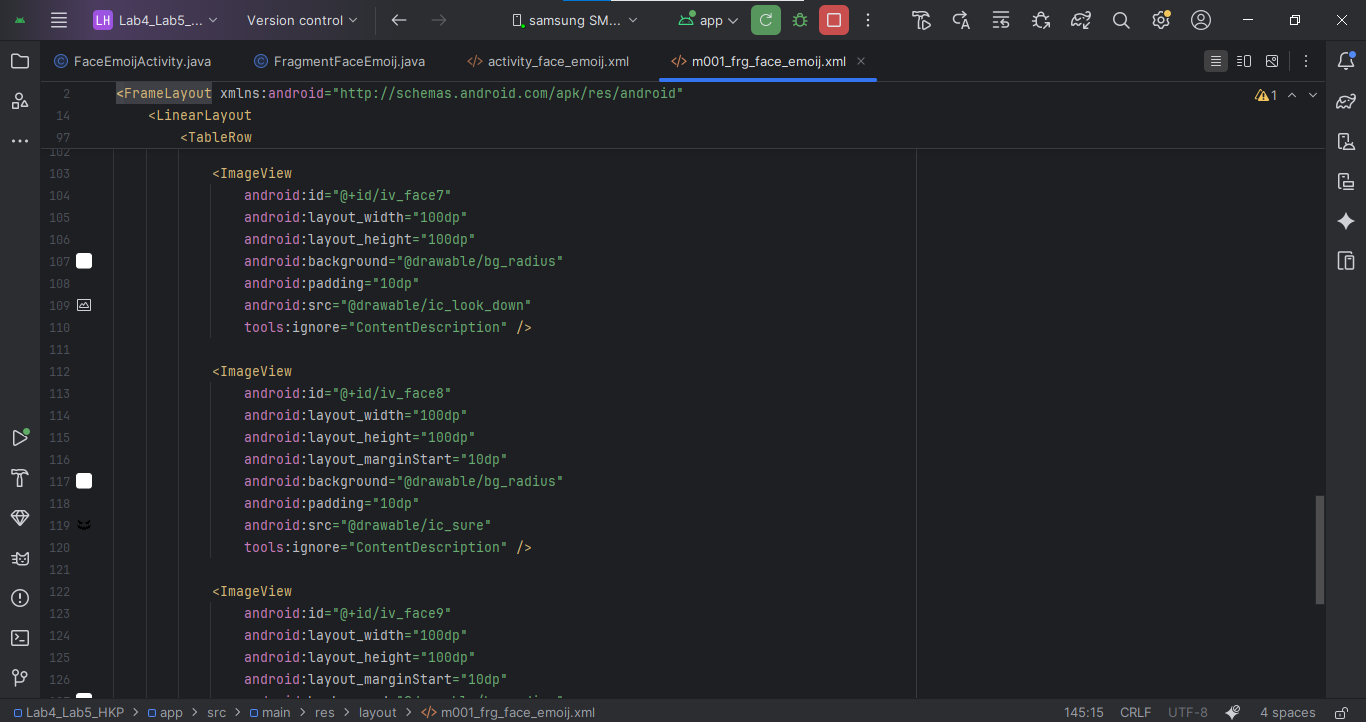 LH Lab4_Lab5_... Version control samsung SM... app
FaceEmoijActivity.java FragmentFaceEmoij.java activity_face_emoij.xml m001_frg_face_emoij.xml
2 <FrameLayout xmlns:android="http://schemas.android.com/apk/res/android" 1
14 <LinearLayout
97 <TableRow
102
103 <ImageView
104 android:id="@+id/iv_face7"
105 android:layout_width="100dp"
106 android:layout_height="100dp"
107 android:background="@drawable/bg_radius"
108 android:padding="10dp"
109 android:src="@drawable/ic_look_down"
110 tools:ignore="ContentDescription" />
111
112 <ImageView
113 android:id="@+id/iv_face8"
114 android:layout_width="100dp"
115 android:layout_height="100dp"
116 android:layout_marginStart="10dp"
117 android:background="@drawable/bg_radius"
118 android:padding="10dp"
119 android:src="@drawable/ic_sure"
120 tools:ignore="ContentDescription" />
121
122 <ImageView
123 android:id="@+id/iv_face9"
124 android:layout_width="100dp"
125 android:layout_height="100dp"
126 android:layout_marginStart="10dp"
Lab4_Lab5_HKP > app > src > main > res > layout > m001_frg_face_emoij.xml 145:15 CRLF UTF-8 4 spaces